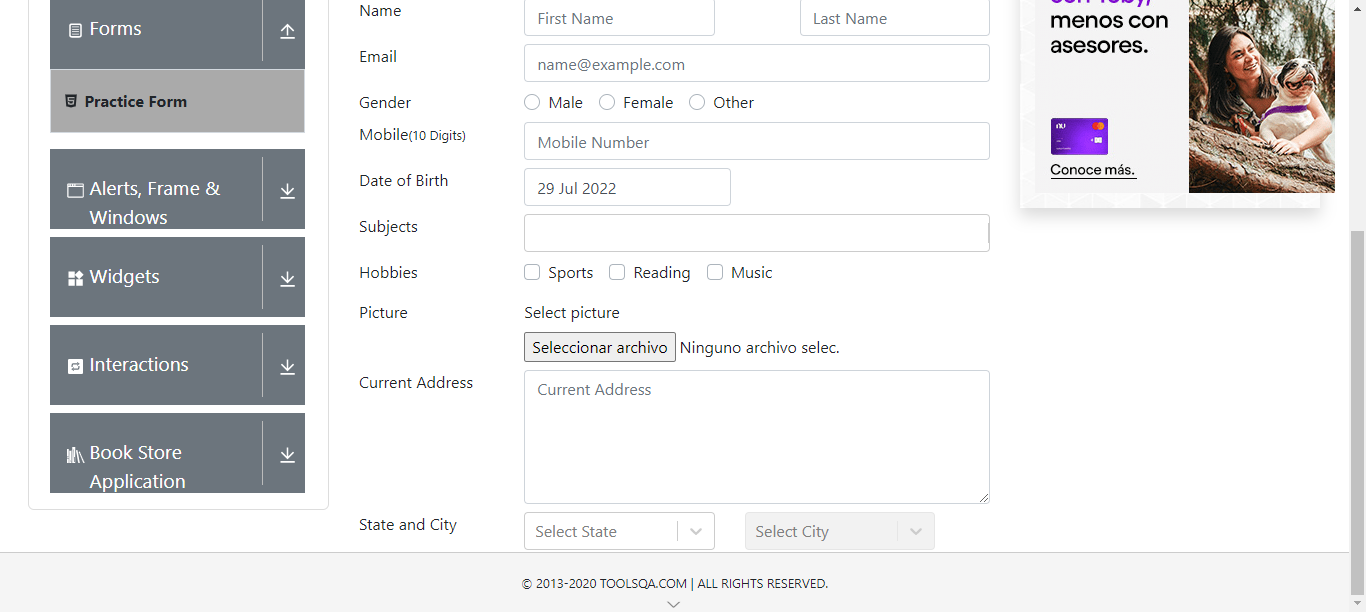 Forms
Practice Form
Alerts, Frame &
Windows
Widgets
Interactions
Book Store
Application
Name
First Name
Last Name
Email
name@example.com
Gender
Male
Female
Other
Mobile(10 Digits)
Mobile Number
Date of Birth
29 Jul 2022
Subjects
Hobbies
Sports
Reading
Music
Picture
Select picture
Seleccionar archivo
Ninguno archivo selec.
Current Address
Current Address
State and City
Select State
Select City
menos con
asesores.
nu
Conoce más.
© 2013-2020 TOOLSQA.COM | ALL RIGHTS RESERVED.